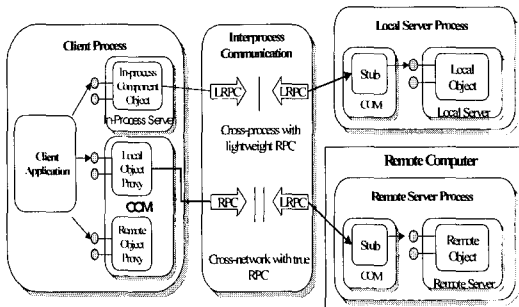 Client Process
In-process
Component
Object
In-Process Server
Client
Application
Local
Object
Proxy
COM
Remote
Object
Proxy
Interprocess
Communication
LRPC
LRPC
Cross-process with
lightweight RPC
RPC
LRPC
Cross-network with true
RPC
Local Server Process
Stub
COM
Local
Object
Local Server
Remote Computer
Remote Server Process
Stub
COM
Remote
Object
Remote Server